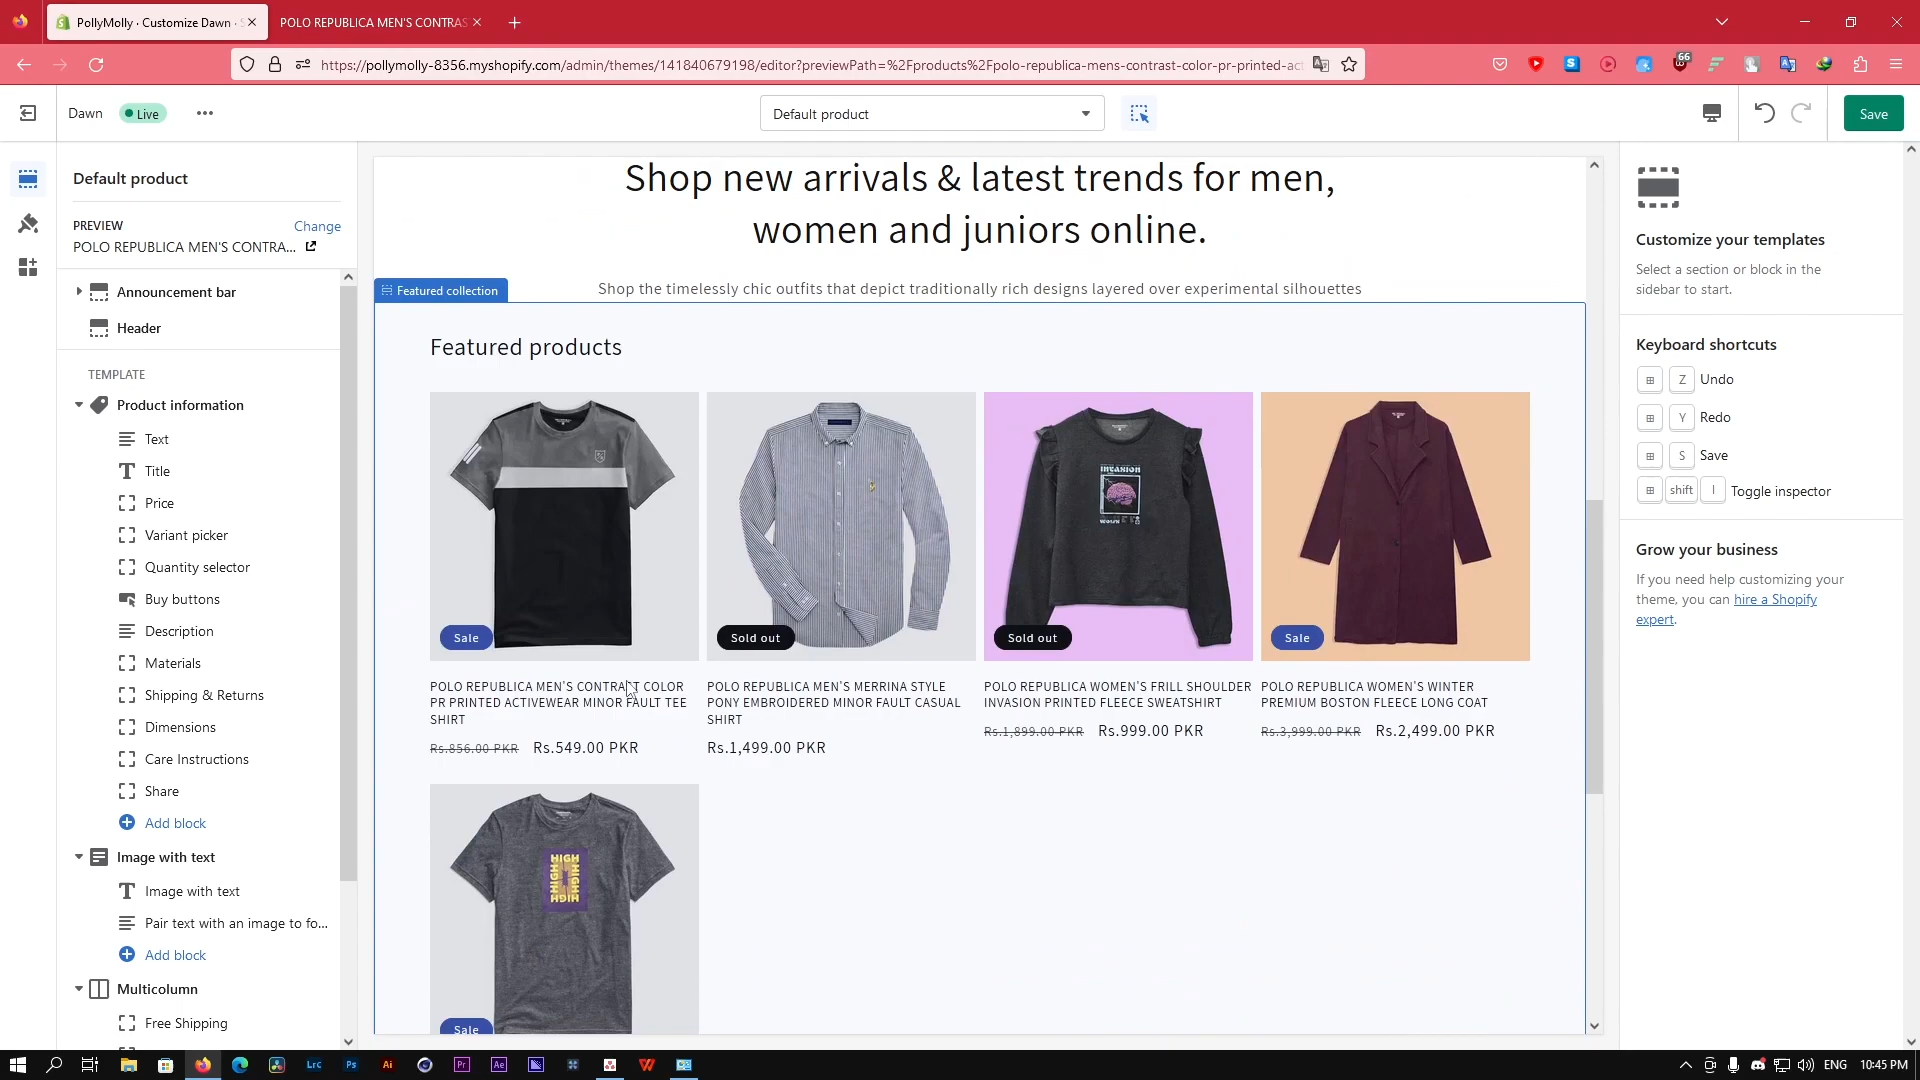 PollyMolly · Customize Dawn ·
POLO REPUBLICA MEN'S CONTRAS
https://pollymolly-8356.myshopify.com/admin/themes/141840679198/editor?previewPath=%2Fproducts%2Fpolo-republica-mens-contrast-color-pr-printed-act
66
Dawn
Live
Default product
Save
Default product
PREVIEW
Change
POLO REPUBLICA MEN'S CONTRA...
Announcement bar
Header
TEMPLATE
Product information
Text
Title
Price
Variant picker
Quantity selector
Buy buttons
Description
Materials
Shipping & Returns
Dimensions
Care Instructions
Share
Add block
Image with text
Image with text
Pair text with an image to fo...
Add block
Multicolumn
Free Shipping
Shop new arrivals & latest trends for men,
women and juniors online.
Featured collection
Shop the timelessly chic outfits that depict traditionally rich designs layered over experimental silhouettes
Featured products
invasion
Sale
Sold out
Sold out
Sale
POLO REPUBLICA MEN'S CONTRAST COLOR
PR PRINTED ACTIVEWEAR MINOR FAULT TEE
SHIRT
Rs.856.00 PKR Rs.549.00 PKR
POLO REPUBLICA MEN'S MERRINA STYLE
PONY EMBROIDERED MINOR FAULT CASUAL
SHIRT
Rs.1,499.00 PKR
POLO REPUBLICA WOMEN'S FRILL SHOULDER
INVASION PRINTED FLEECE SWEATSHIRT
Rs.1,899.00 PKR Rs.999.00 PKR
POLO REPUBLICA WOMEN'S WINTER
PREMIUM BOSTON FLEECE LONG COAT
Rs.3,999.00 PKR Rs.2,499.00 PKR
HIGH
HIGH
Sale
Customize your templates
Select a section or block in the
sidebar to start.
Keyboard shortcuts
Z Undo
Y Redo
S Save
shift I Toggle inspector
Grow your business
If you need help customizing your
theme, you can hire a Shopify
expert.
Lrc
Ps
Ai
Pr
Ae
ENG
10:45 PM